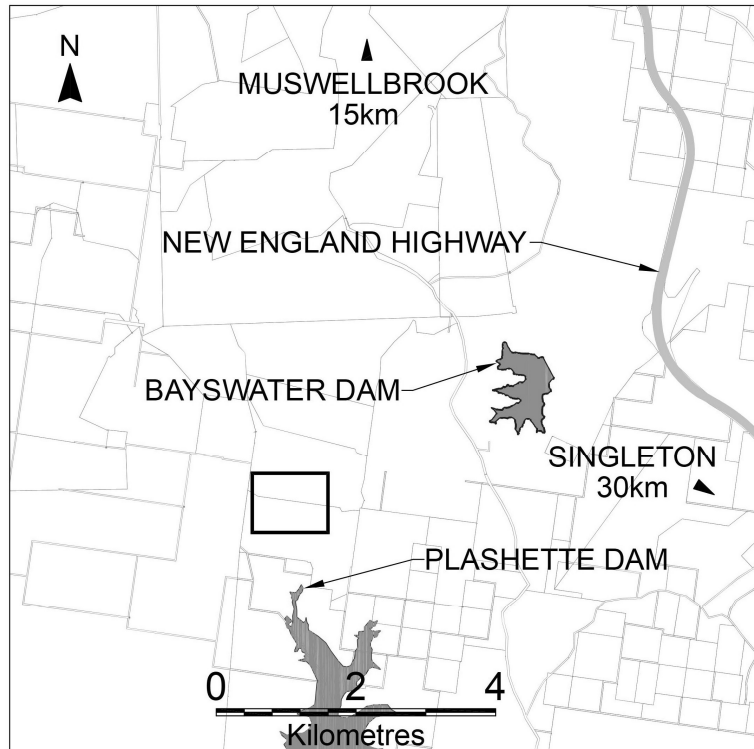 N
MUSWELLBROOK
15km
NEW ENGLAND HIGHWAY
BAYSWATER DAM
SINGLETON
30km
PLASHETTE DAM
0 2 4
Kilometres